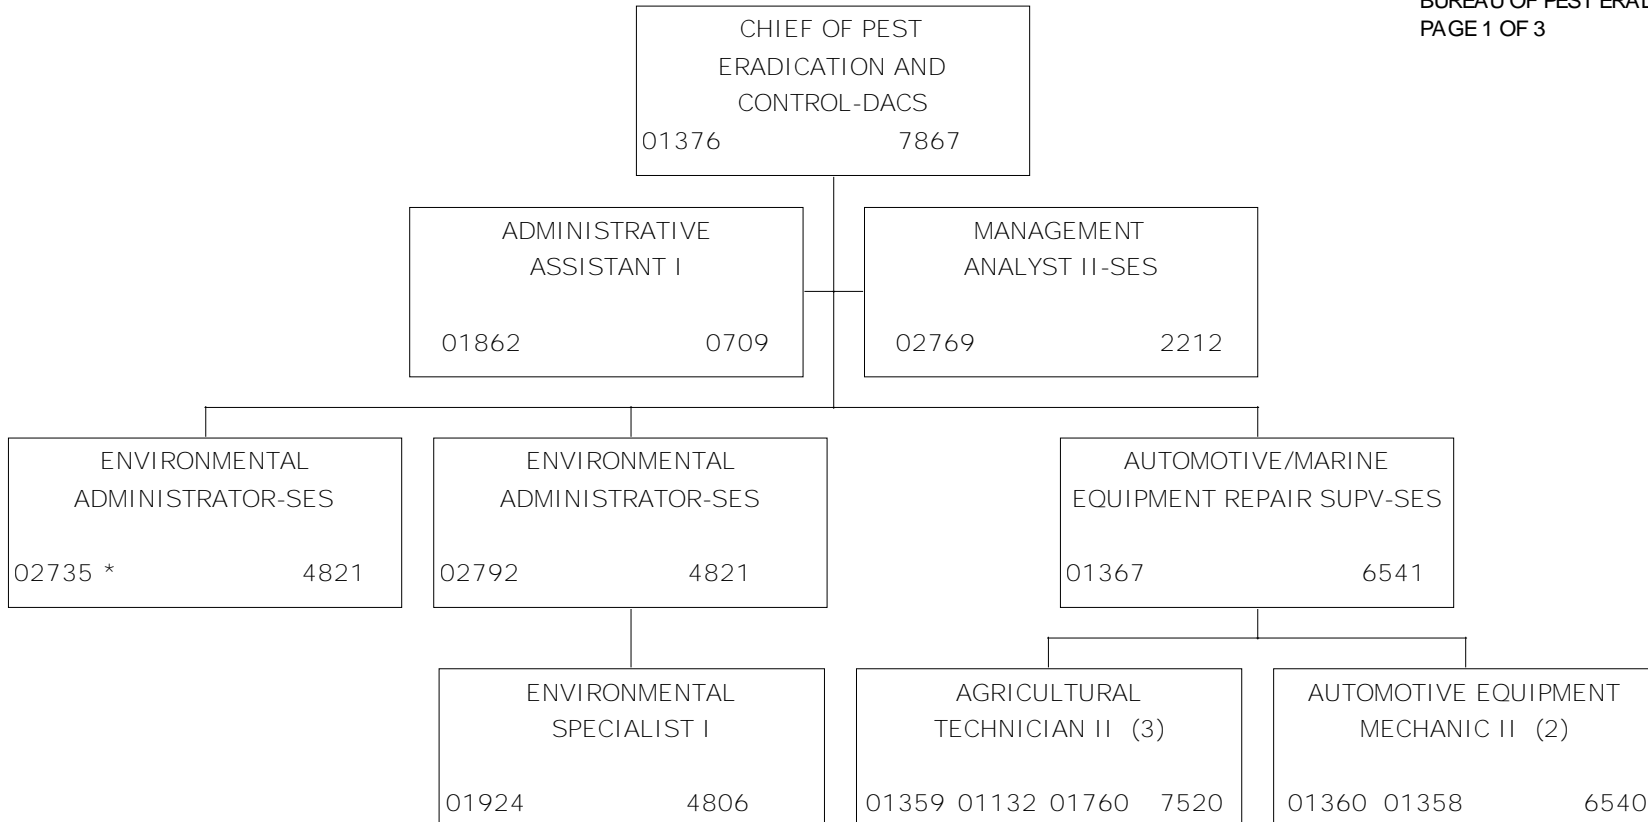 BUREAU OF PEST
PAGE 1 OF 3
CHIEF OF PEST
ERADICATION AND
CONTROL-DACS
01376 7867
ADMINISTRATIVE
ASSISTANT I
01862 0709
MANAGEMENT
ANALYST II-SES
02769 2212
ENVIRONMENTAL
ADMINISTRATOR-SES
02735 * 4821
ENVIRONMENTAL
ADMINISTRATOR-SES
02792 4821
AUTOMOTIVE/MARINE
EQUIPMENT REPAIR SUPV-SES
01367 6541
ENVIRONMENTAL
SPECIALIST I
01924 4806
AGRICULTURAL
TECHNICIAN II (3)
01359 01132 01760 7520
AUTOMOTIVE EQUIPMENT
MECHANIC II (2)
01360 01358 6540